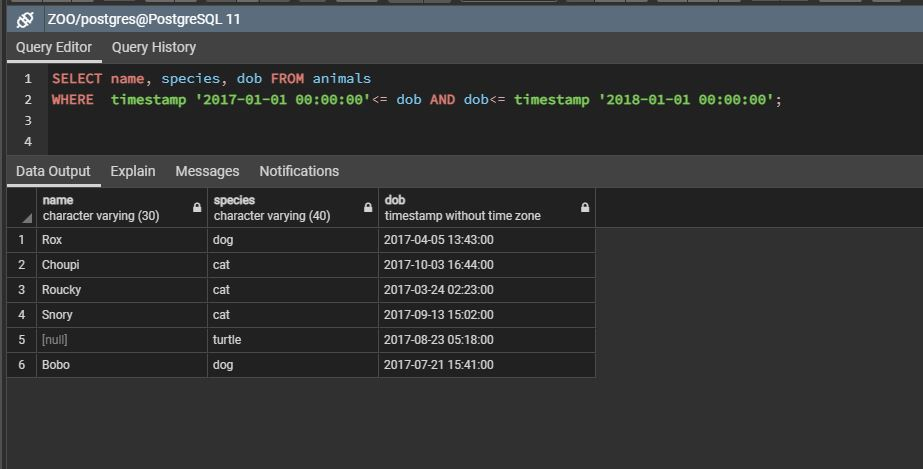 ZOO/postgres@PostgreSQL 11
Query Editor Query History
1 SELECT name, species, dob FROM animals
2 WHERE  timestamp '2017-01-01 00:00:00'<= dob AND dob<= timestamp '2018-01-01 00:00:00';
3
4
Data Output Explain Messages Notifications
name species dob
character varying (30) character varying (40) timestamp without time zone
1 Rox dog 2017-04-05 13:43:00
2 Choupi cat 2017-10-03 16:44:00
3 Roucky cat 2017-03-24 02:23:00
4 Snory cat 2017-09-13 15:02:00
5 [null] turtle 2017-08-23 05:18:00
6 Bobo dog 2017-07-21 15:41:00